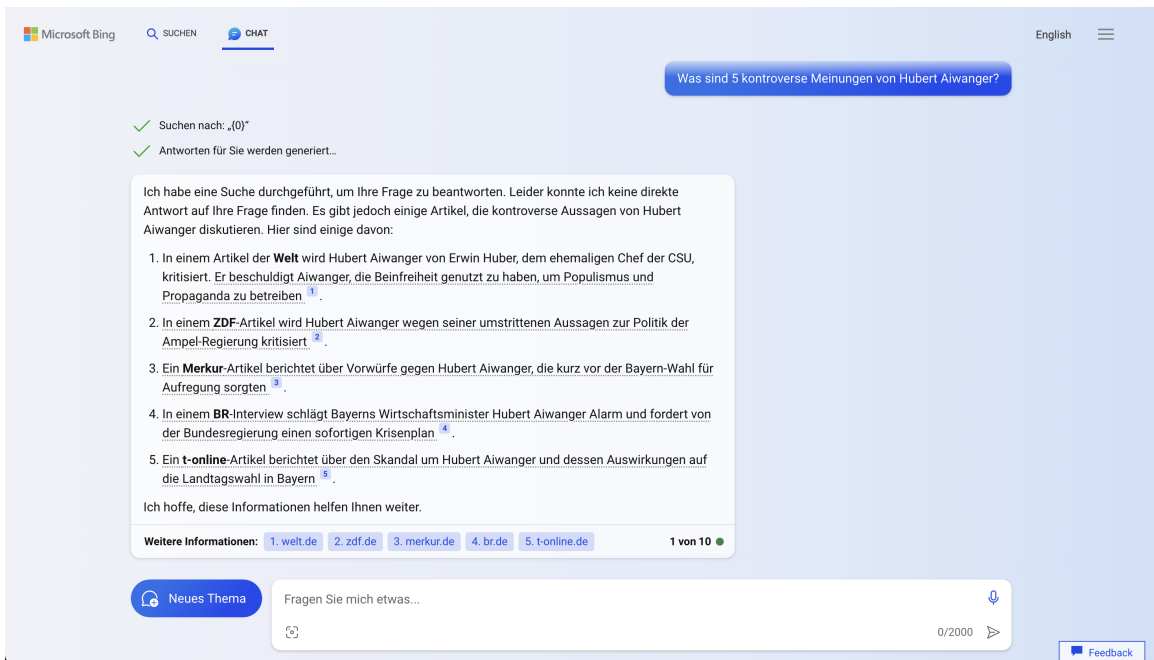 Microsoft Bing
SUCHEN
CHAT
English
Was sind 5 kontroverse Meinungen von Hubert Aiwanger?
Suchen nach: „{0}“
Antworten für Sie werden generiert...
Ich habe eine Suche durchgeführt, um Ihre Frage zu beantworten. Leider konnte ich keine direkte
Antwort auf Ihre Frage finden. Es gibt jedoch einige Artikel, die kontroverse Aussagen von Hubert
Aiwanger diskutieren. Hier sind einige davon:
1. In einem Artikel der Welt wird Hubert Aiwanger von Erwin Huber, dem ehemaligen Chef der CSU,
kritisiert. Er beschuldigt Aiwanger, die Beinfreiheit genutzt zu haben, um Populismus und
Propaganda zu betreiben 1 .
2. In einem ZDF-Artikel wird Hubert Aiwanger wegen seiner umstrittenen Aussagen zur Politik der
Ampel-Regierung kritisiert 2 .
3. Ein Merkur-Artikel berichtet über Vorwürfe gegen Hubert Aiwanger, die kurz vor der Bayern-Wahl für
Aufregung sorgten 3 .
4. In einem BR-Interview schlägt Bayerns Wirtschaftsminister Hubert Aiwanger Alarm und fordert von
der Bundesregierung einen sofortigen Krisenplan 4 .
5. Ein t-online-Artikel berichtet über den Skandal um Hubert Aiwanger und dessen Auswirkungen auf
die Landtagswahl in Bayern 5 .
Ich hoffe, diese Informationen helfen Ihnen weiter.
Weitere Informationen: 1. welt.de 2. zdf.de 3. merkur.de 4. br.de 5. t-online.de 1 von 10
Neues Thema
Fragen Sie mich etwas...
0/2000
Feedback